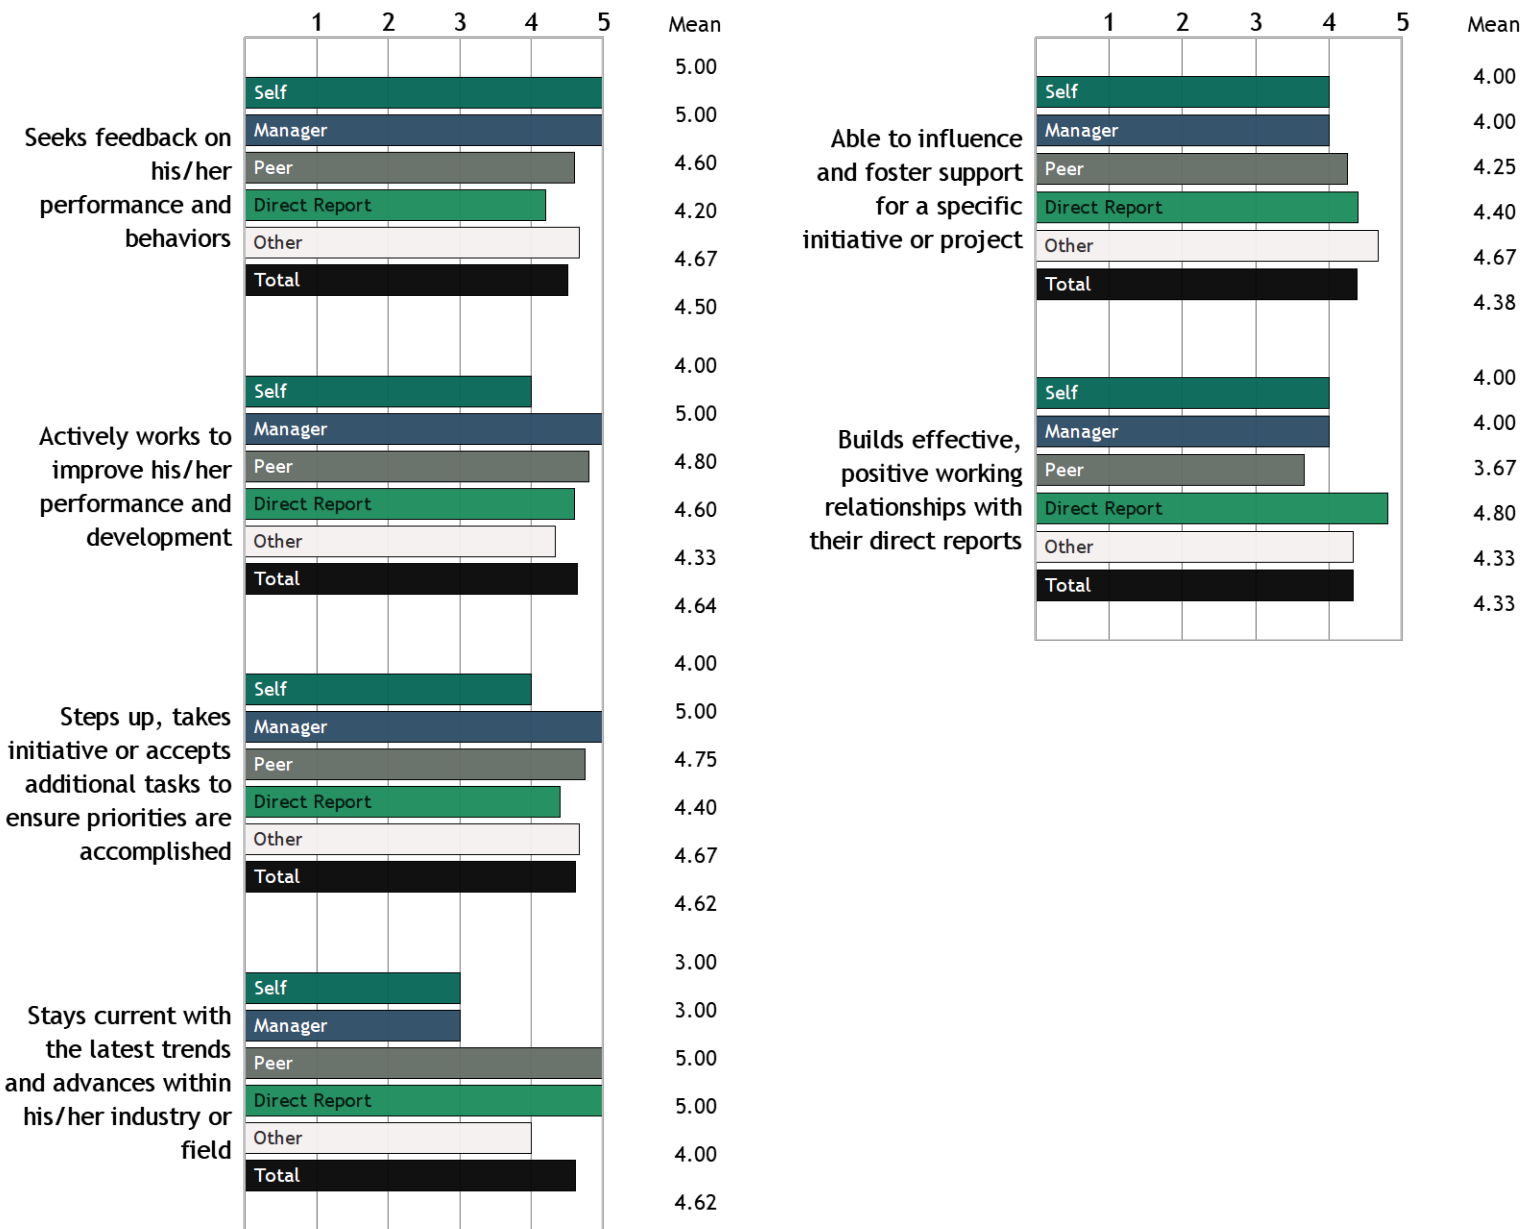 1 2 3 4 5 Mean
Seeks feedback on
his/her
performance and
behaviors
Self 5.00
Manager 5.00
Peer 4.60
Direct Report 4.20
Other 4.67
Total 4.50
Actively works to
improve his/her
performance and
development
Self 4.00
Manager 5.00
Peer 4.80
Direct Report 4.60
Other 4.33
Total 4.64
Steps up, takes
initiative or accepts
additional tasks to
ensure priorities are
accomplished
Self 4.00
Manager 5.00
Peer 4.75
Direct Report 4.40
Other 4.67
Total 4.62
Stays current with
the latest trends
and advances within
his/her industry or
field
Self 3.00
Manager 3.00
Peer 5.00
Direct Report 5.00
Other 4.00
Total 4.62
1 2 3 4 5 Mean
Able to influence
and foster support
for a specific
initiative or project
Self 4.00
Manager 4.00
Peer 4.25
Direct Report 4.40
Other 4.67
Total 4.38
Builds effective,
positive working
relationships with
their direct reports
Self 4.00
Manager 4.00
Peer 3.67
Direct Report 4.80
Other 4.33
Total 4.33